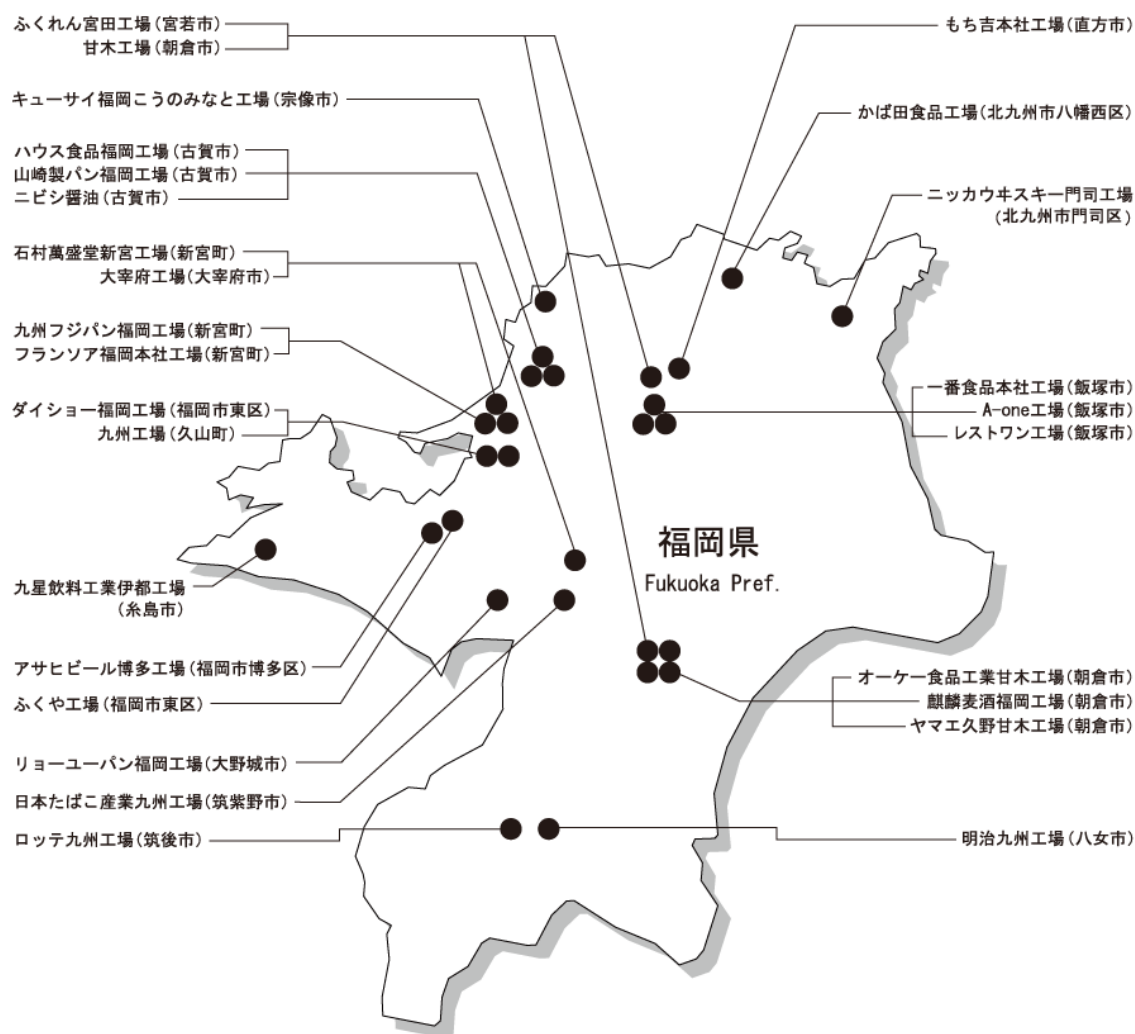 ふくれん宮田工場(宮若市)
甘木工場(朝倉市)
キューサイ福岡こうのみなと工場(宗像市)
ハウス食品福岡工場(古賀市)
山崎製パン福岡工場(古賀市)
ニビシ醤油(古賀市)
石村萬盛堂新宮工場(新宮町)
大宰府工場(大宰府市)
九州フジパン福岡工場(新宮町)
フランソア福岡本社工場(新宮町)
ダイショー福岡工場(福岡市東区)
九州工場(久山町)
九星飲料工業伊都工場
(糸島市)
アサヒビール博多工場(福岡市博多区)
ふくや工場(福岡市東区)
リョーユーパン福岡工場(大野城市)
日本たばこ産業九州工場(筑紫野市)
ロッテ九州工場(筑後市)
もち吉本社工場(直方市)
かば田食品工場(北九州市八幡西区)
ニッカウヰスキー門司工場
(北九州市門司区)
一番食品本社工場(飯塚市)
A-one工場(飯塚市)
レストワン工場(飯塚市)
福岡県
Fukuoka Pref.
オーケー食品工業甘木工場(朝倉市)
麒麟麦酒福岡工場(朝倉市)
ヤマエ久野甘木工場(朝倉市)
明治九州工場(八女市)